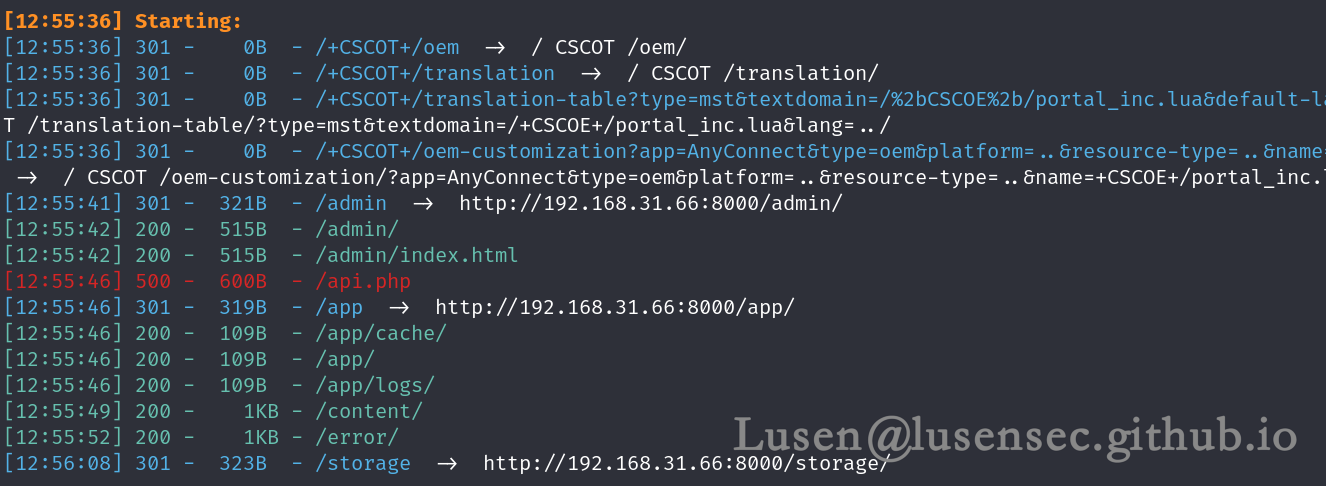 [12:55:36] Starting:
[12:55:36] 301 -    0B  - /+CSCOT+/oem  ->  / CSCOT /oem/
[12:55:36] 301 -    0B  - /+CSCOT+/translation  ->  / CSCOT /translation/
[12:55:36] 301 -    0B  - /+CSCOT+/translation-table?type=mst&textdomain=/%2bCSCOE%2b/portal_inc.lua&default-la
T /translation-table/?type=mst&textdomain=/+CSCOE+/portal_inc.lua&lang=../
[12:55:36] 301 -    0B  - /+CSCOT+/oem-customization?app=AnyConnect&type=oem&platform=..&resource-type=..&name=
->  / CSCOT /oem-customization/?app=AnyConnect&type=oem&platform=..&resource-type=..&name=+CSCOE+/portal_inc.l
[12:55:41] 301 -  321B  - /admin  ->  http://192.168.31.66:8000/admin/
[12:55:42] 200 -  515B  - /admin/
[12:55:42] 200 -  515B  - /admin/index.html
[12:55:46] 500 -  600B  - /api.php
[12:55:46] 301 -  319B  - /app  ->  http://192.168.31.66:8000/app/
[12:55:46] 200 -  109B  - /app/cache/
[12:55:46] 200 -  109B  - /app/
[12:55:46] 200 -  109B  - /app/logs/
[12:55:49] 200 -    1KB - /content/
[12:55:52] 200 -    1KB - /error/
[12:56:08] 301 -  323B  - /storage  ->  http://192.168.31.66:8000/storage/
Lusen@lusensec.github.io